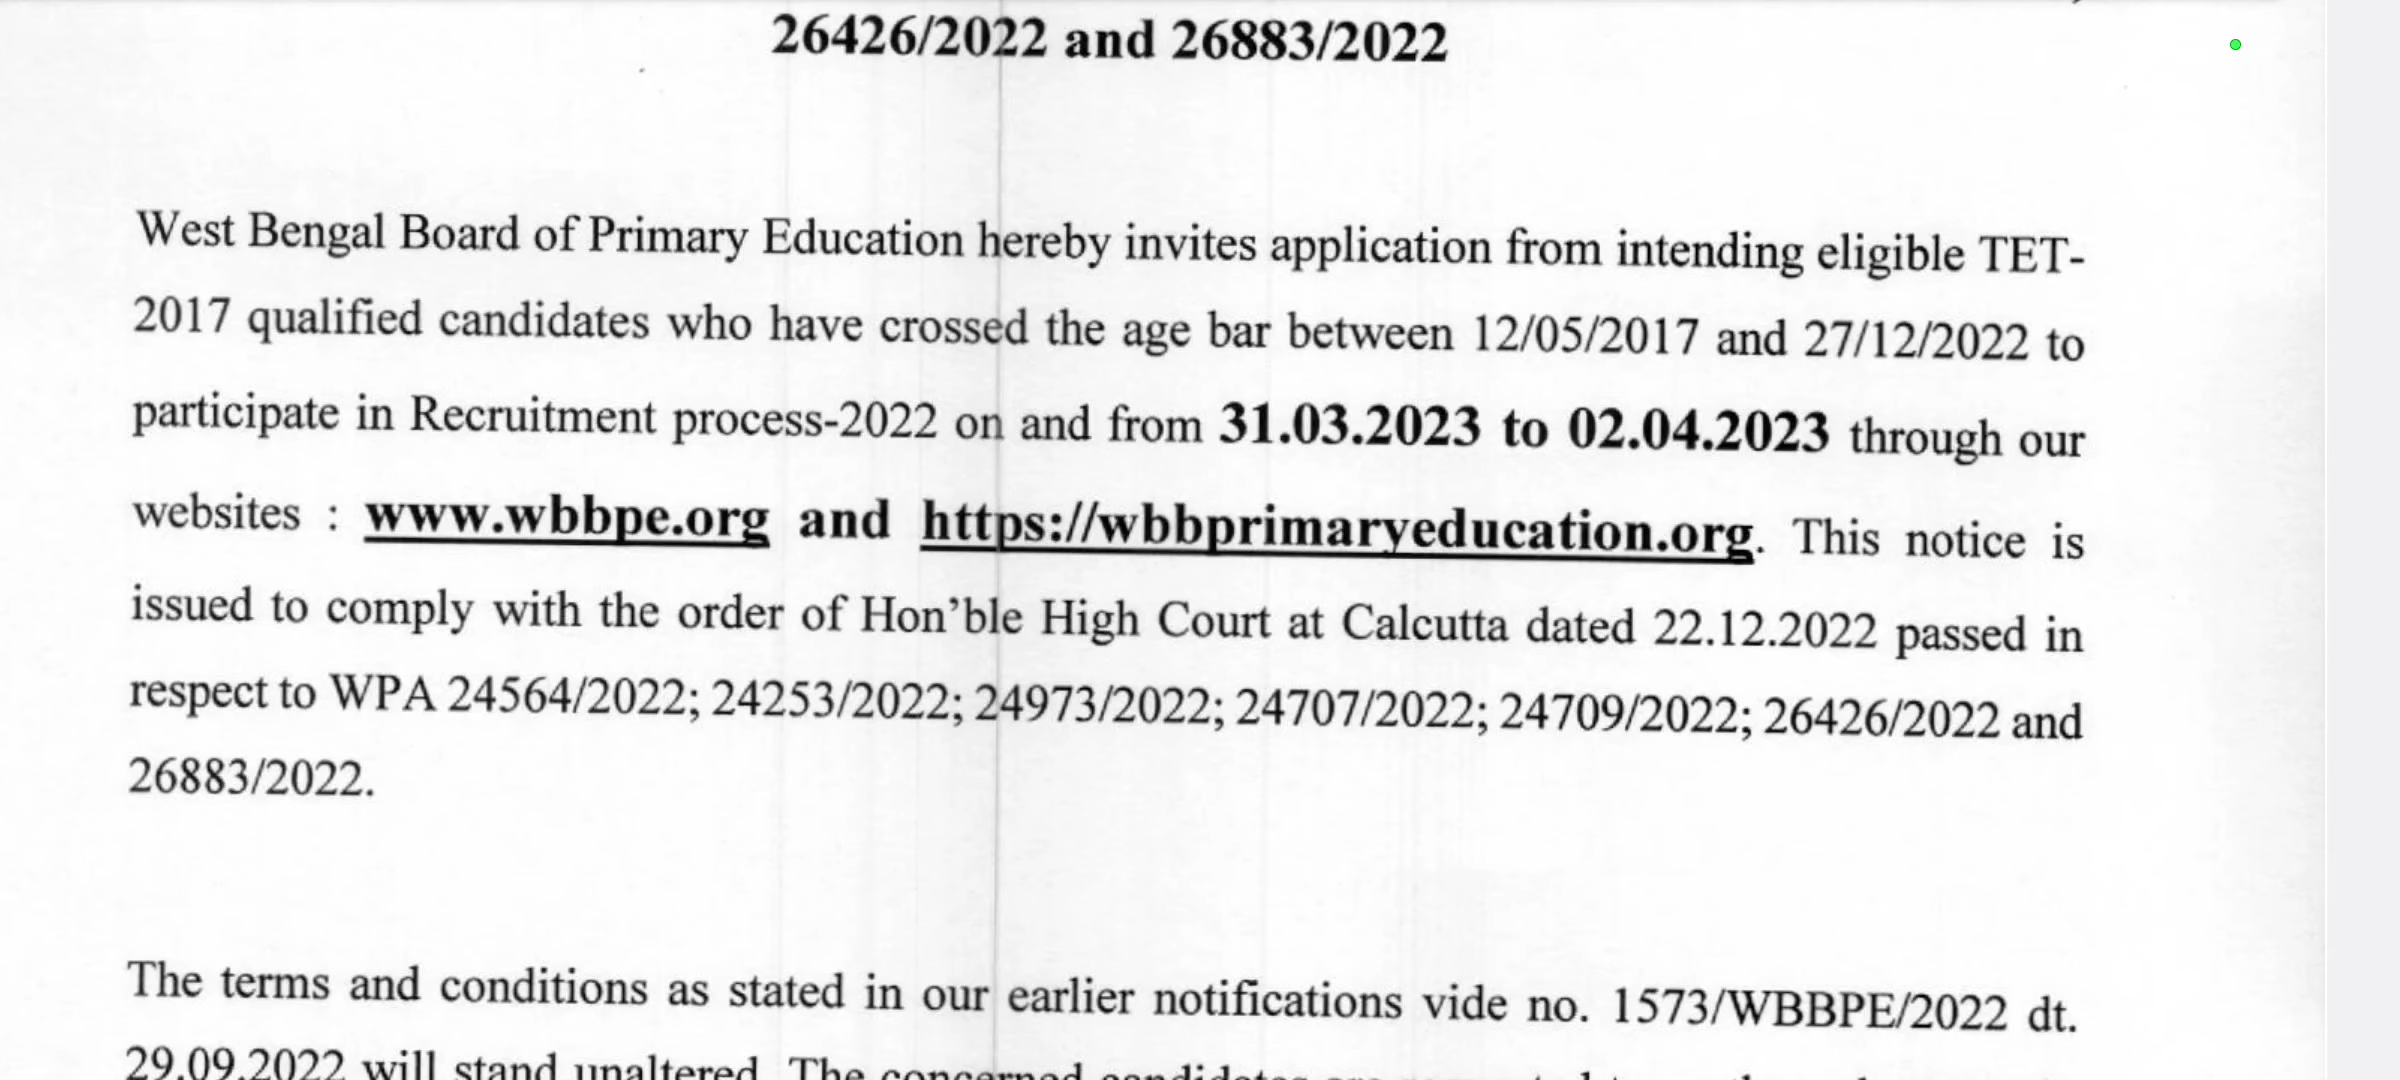 26426/2022 and 26883/2022
West Bengal Board of Primary Education hereby invites application from intending eligible TET-
2017 qualified candidates who have crossed the age bar between 12/05/2017 and 27/12/2022 to
participate in Recruitment process-2022 on and from 31.03.2023 to 02.04.2023 through our
websites : www.wbbpe.org and https://wbbprimaryeducation.org. This notice is
issued to comply with the order of Hon’ble High Court at Calcutta dated 22.12.2022 passed in
respect to WPA 24564/2022; 24253/2022; 24973/2022; 24707/2022; 24709/2022; 26426/2022 and
26883/2022.
The terms and conditions as stated in our earlier notifications vide no. 1573/WBBPE/2022 dt.
29.09.2022 will stand unaltered. The concerned candidates